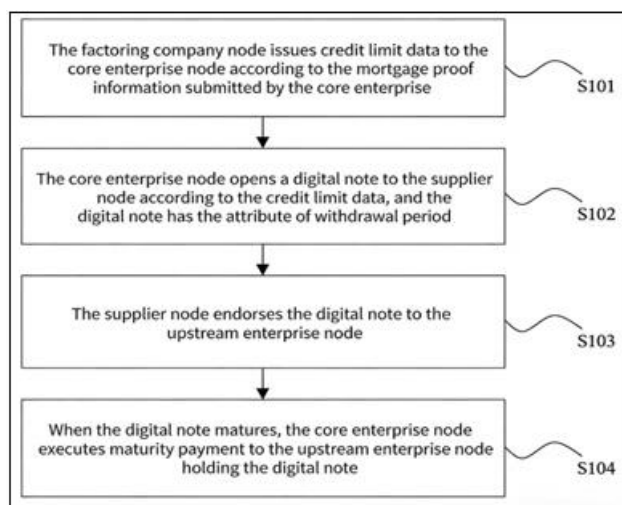 The factoring company node issues credit limit data to the
core enterprise node according to the mortgage proof
information submitted by the core enterprise
S101
The core enterprise node opens a digital note to the supplier
node according to the credit limit data, and the
digital note has the attribute of withdrawal period
S102
The supplier node endorses the digital note to the
upstream enterprise node
S103
When the digital note matures, the core enterprise node
executes maturity payment to the upstream enterprise node
holding the digital note
S104